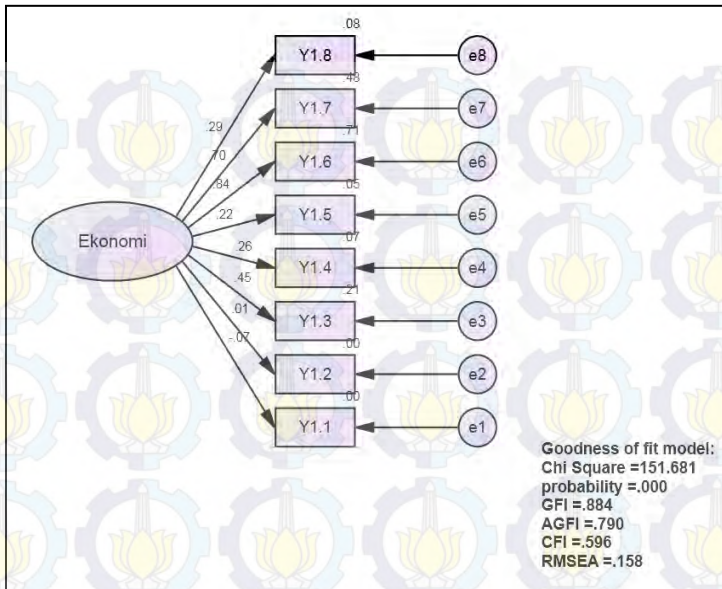 .08
Y1.8
e8
.48
Y1.7
e7
.71
Y1.6
e6
.05
Y1.5
e5
.07
Y1.4
e4
.21
Y1.3
e3
.00
Y1.2
e2
.00
Y1.1
e1
.29
.70
.84
.22
.26
.45
.01
-.07
Ekonomi
Goodness of fit model:
Chi Square =151.681
probability =.000
GFI =.884
AGFI =.790
CFI =.596
RMSEA =.158